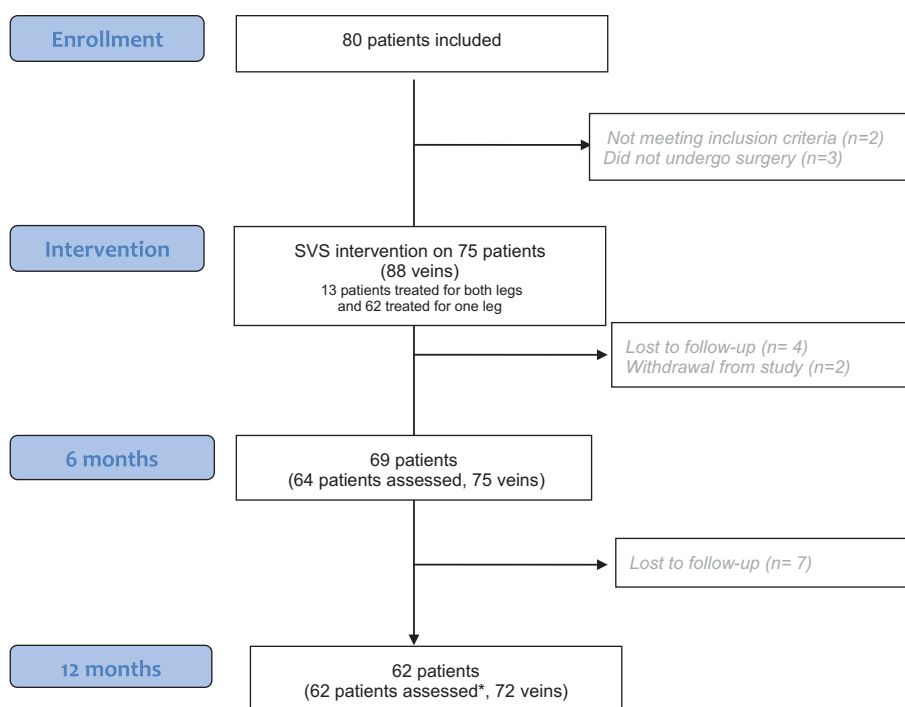 Enrollment
80 patients included
Not meeting inclusion criteria (n=2)
Did not undergo surgery (n=3)
Intervention
SVS intervention on 75 patients
(88 veins)
13 patients treated for both legs
and 62 treated for one leg
Lost to follow-up (n= 4)
Withdrawal from study (n=2)
6 months
69 patients
(64 patients assessed, 75 veins)
Lost to follow-up (n= 7)
12 months
62 patients
(62 patients assessed*, 72 veins)